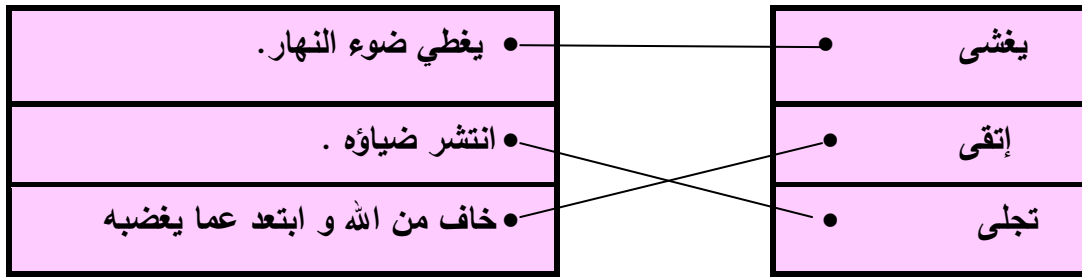 يغشى
يغطي ضوء النهار.
إتقى
انتشر ضياؤه .
تجلى
خاف من الله و ابتعد عما يغضبه